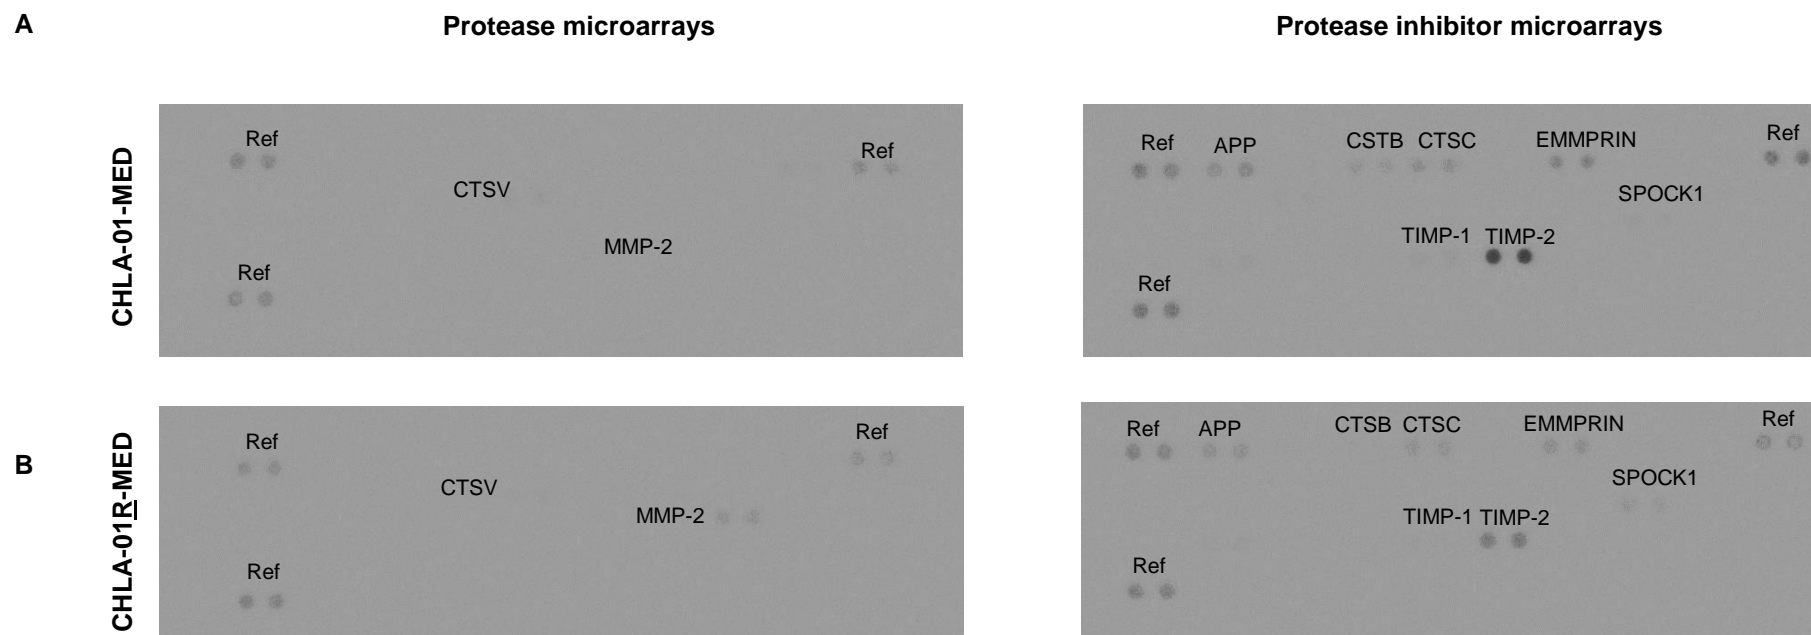 A
Protease microarrays
Protease inhibitor microarrays
CHLA-01-MED
Ref
Ref
CTSV
MMP-2
Ref
Ref
APP
CSTB
CTSC
EMMPRIN
Ref
SPOCK1
TIMP-1
TIMP-2
Ref
B
CHLA-01R-MED
Ref
Ref
CTSV
MMP-2
Ref
Ref
APP
CTSB
CTSC
EMMPRIN
Ref
SPOCK1
TIMP-1
TIMP-2
Ref